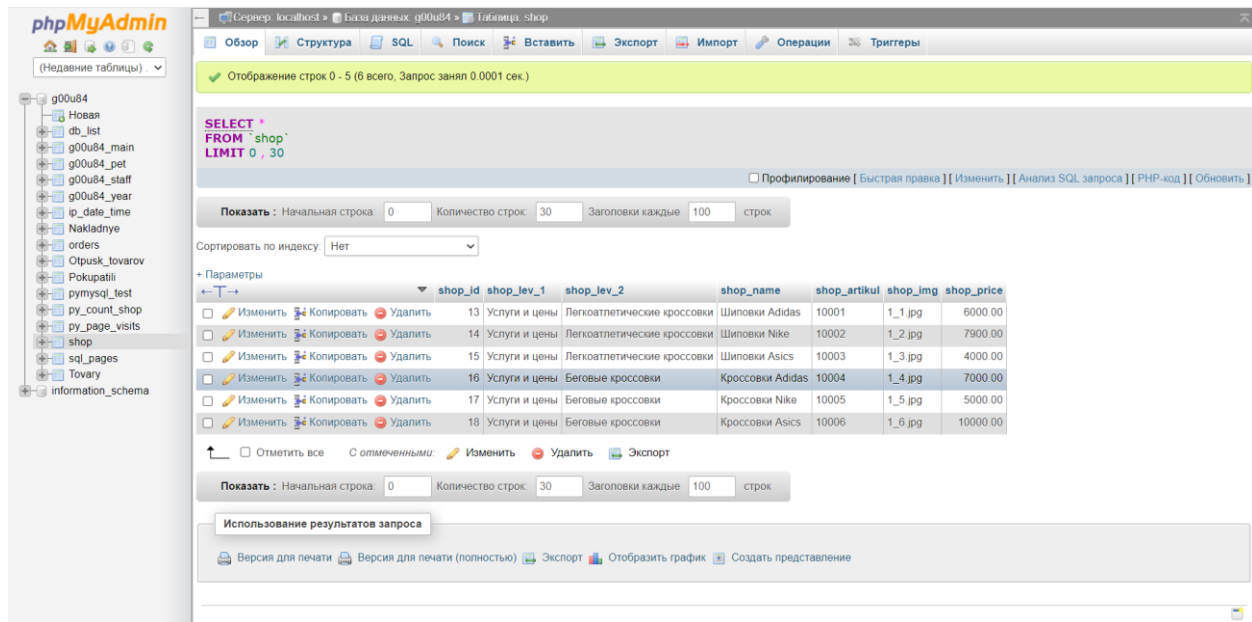 phpMyAdmin
(Недавние таблицы) .
g00u84
Новая
db_list
g00u84_main
g00u84_pet
g00u84_staff
g00u84_year
ip_date_time
Nakladnye
orders
Otpusk_tovarov
Pokupatili
pymysql_test
py_count_shop
py_page_visits
shop
sql_pages
Tovary
information_schema
Сервер: localhost » База данных: g00u84 » Таблица: shop
Обзор Структура SQL Поиск Вставить Экспорт Импорт Операции Триггеры
Отображение строк 0 - 5 (6 всего, Запрос занял 0.0001 сек.)
SELECT *
FROM `shop`
LIMIT 0 , 30
Профилирование [ Быстрая правка ] [ Изменить ] [ Анализ SQL запроса ] [ PHP-код ] [ Обновить ]
Показать : Начальная строка: 0 Количество строк: 30 Заголовки каждые 100 строк
Сортировать по индексу: Нет
+ Параметры
←T→ shop_id shop_lev_1 shop_lev_2 shop_name shop_artikul shop_img shop_price
Изменить Копировать Удалить 13 Услуги и цены Легкоатлетические кроссовки Шиповки Adidas 10001 1_1.jpg 6000.00
Изменить Копировать Удалить 14 Услуги и цены Легкоатлетические кроссовки Шиповки Nike 10002 1_2.jpg 7900.00
Изменить Копировать Удалить 15 Услуги и цены Легкоатлетические кроссовки Шиповки Asics 10003 1_3.jpg 4000.00
Изменить Копировать Удалить 16 Услуги и цены Беговые кроссовки Кроссовки Adidas 10004 1_4.jpg 7000.00
Изменить Копировать Удалить 17 Услуги и цены Беговые кроссовки Кроссовки Nike 10005 1_5.jpg 5000.00
Изменить Копировать Удалить 18 Услуги и цены Беговые кроссовки Кроссовки Asics 10006 1_6.jpg 10000.00
Отметить все С отмеченными: Изменить Удалить Экспорт
Показать : Начальная строка: 0 Количество строк: 30 Заголовки каждые 100 строк
Использование результатов запроса
Версия для печати Версия для печати (полностью) Экспорт Отобразить график Создать представление